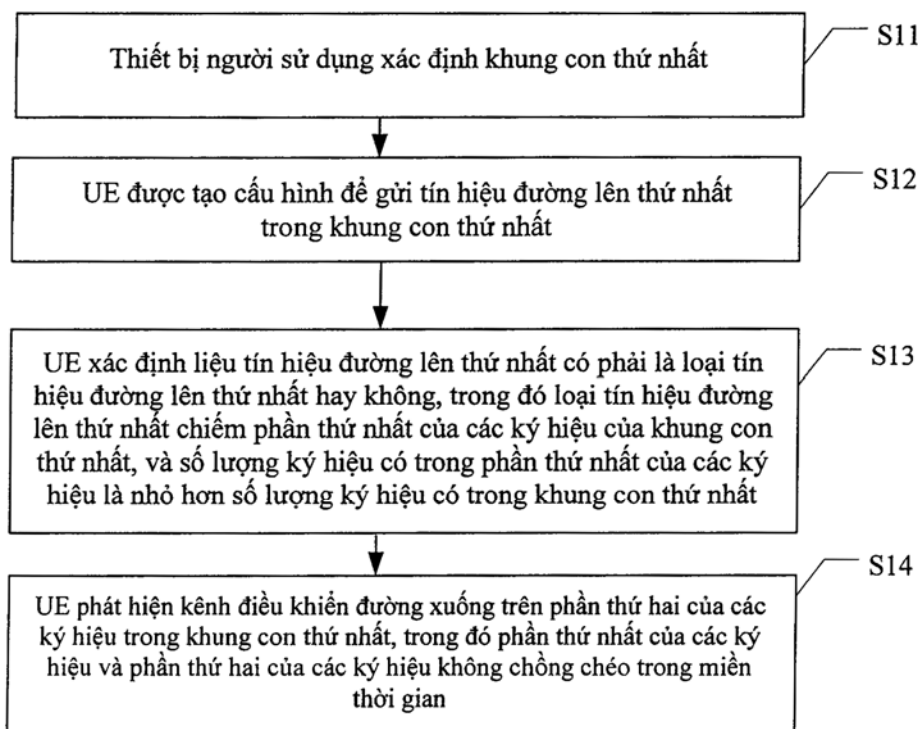 Thiết bị người sử dụng xác định khung con thứ nhất
S11
UE được tạo cấu hình để gửi tín hiệu đường lên thứ nhất
trong khung con thứ nhất
S12
UE xác định liệu tín hiệu đường lên thứ nhất có phải là loại tín
hiệu đường lên thứ nhất hay không, trong đó loại tín hiệu đường
lên thứ nhất chiếm phần thứ nhất của các ký hiệu của khung con
thứ nhất, và số lượng ký hiệu có trong phần thứ nhất của các ký
hiệu là nhỏ hơn số lượng ký hiệu có trong khung con thứ nhất
S13
UE phát hiện kênh điều khiển đường xuống trên phần thứ hai của các
ký hiệu trong khung con thứ nhất, trong đó phần thứ nhất của các ký
hiệu và phần thứ hai của các ký hiệu không chồng chéo trong miền
thời gian
S14